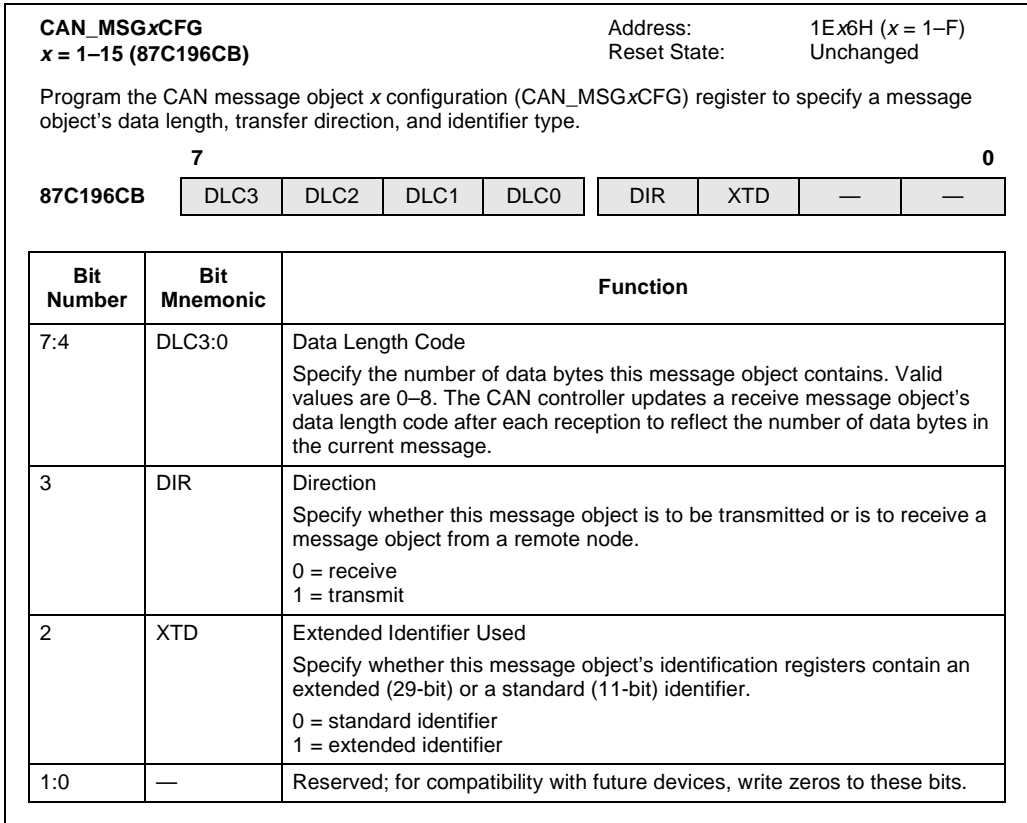 CAN_MSGxCFG Address: 1Ex6H (x = 1–F)
x = 1–15 (87C196CB) Reset State: Unchanged
Program the CAN message object x configuration (CAN_MSGxCFG) register to specify a message
object's data length, transfer direction, and identifier type.
7 0
87C196CB DLC3 DLC2 DLC1 DLC0 DIR XTD — —
Bit Number Bit Mnemonic Function
7:4 DLC3:0 Data Length Code
Specify the number of data bytes this message object contains. Valid
values are 0–8. The CAN controller updates a receive message object's
data length code after each reception to reflect the number of data bytes in
the current message.
3 DIR Direction
Specify whether this message object is to be transmitted or is to receive a
message object from a remote node.
0 = receive
1 = transmit
2 XTD Extended Identifier Used
Specify whether this message object's identification registers contain an
extended (29-bit) or a standard (11-bit) identifier.
0 = standard identifier
1 = extended identifier
1:0 — Reserved; for compatibility with future devices, write zeros to these bits.